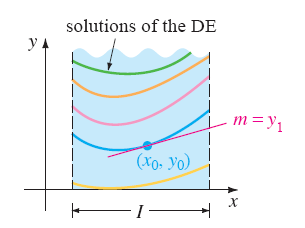 solutions of the DE
y
m = y₁
(x₀, y₀)
x
I